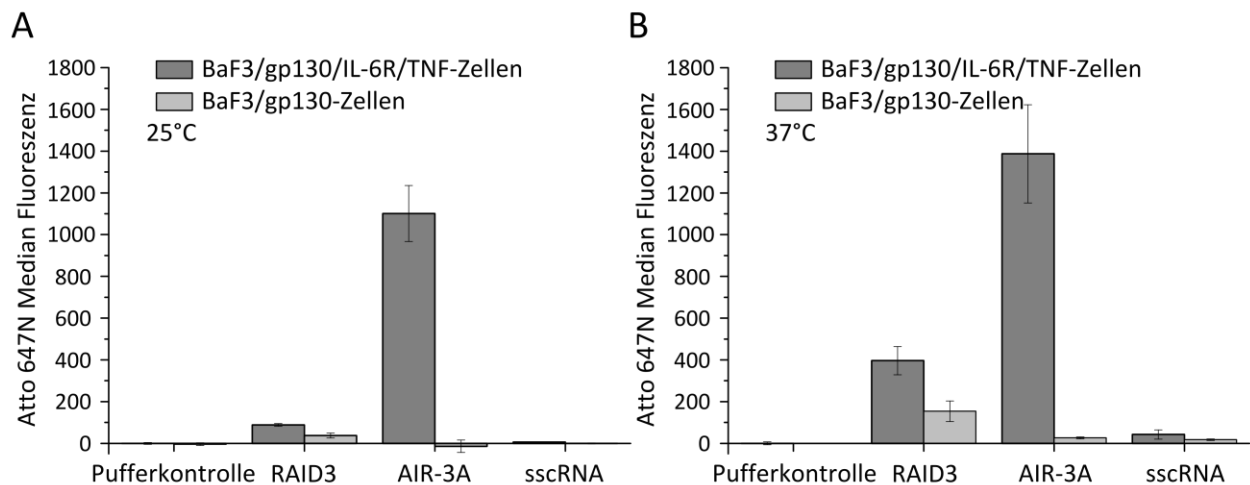 A
Atto 647N Median Fluoreszenz
1800
1600
1400
1200
1000
800
600
400
200
0
BaF3/gp130/IL-6R/TNF-Zellen
BaF3/gp130-Zellen
25°C
Pufferkontrolle RAID3 AIR-3A sscRNA
B
Atto 647N Median Fluoreszenz
1800
1600
1400
1200
1000
800
600
400
200
0
BaF3/gp130/IL-6R/TNF-Zellen
BaF3/gp130-Zellen
37°C
Pufferkontrolle RAID3 AIR-3A sscRNA